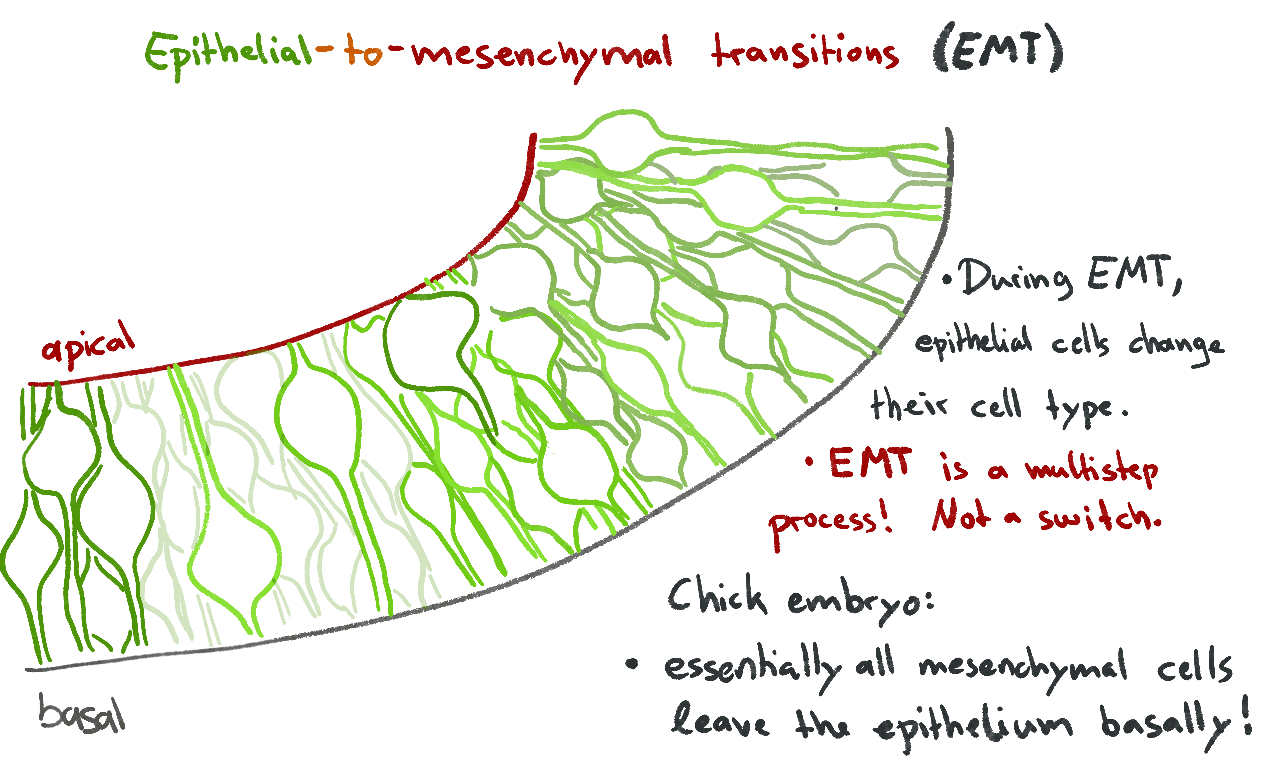 Epithelial-to-mesenchymal transitions (EMT)
apical
basal
• During EMT,
epithelial cells change
their cell type.
• EMT is a multistep
process! Not a switch.
Chick embryo:
• essentially all mesenchymal cells
leave the epithelium basally!